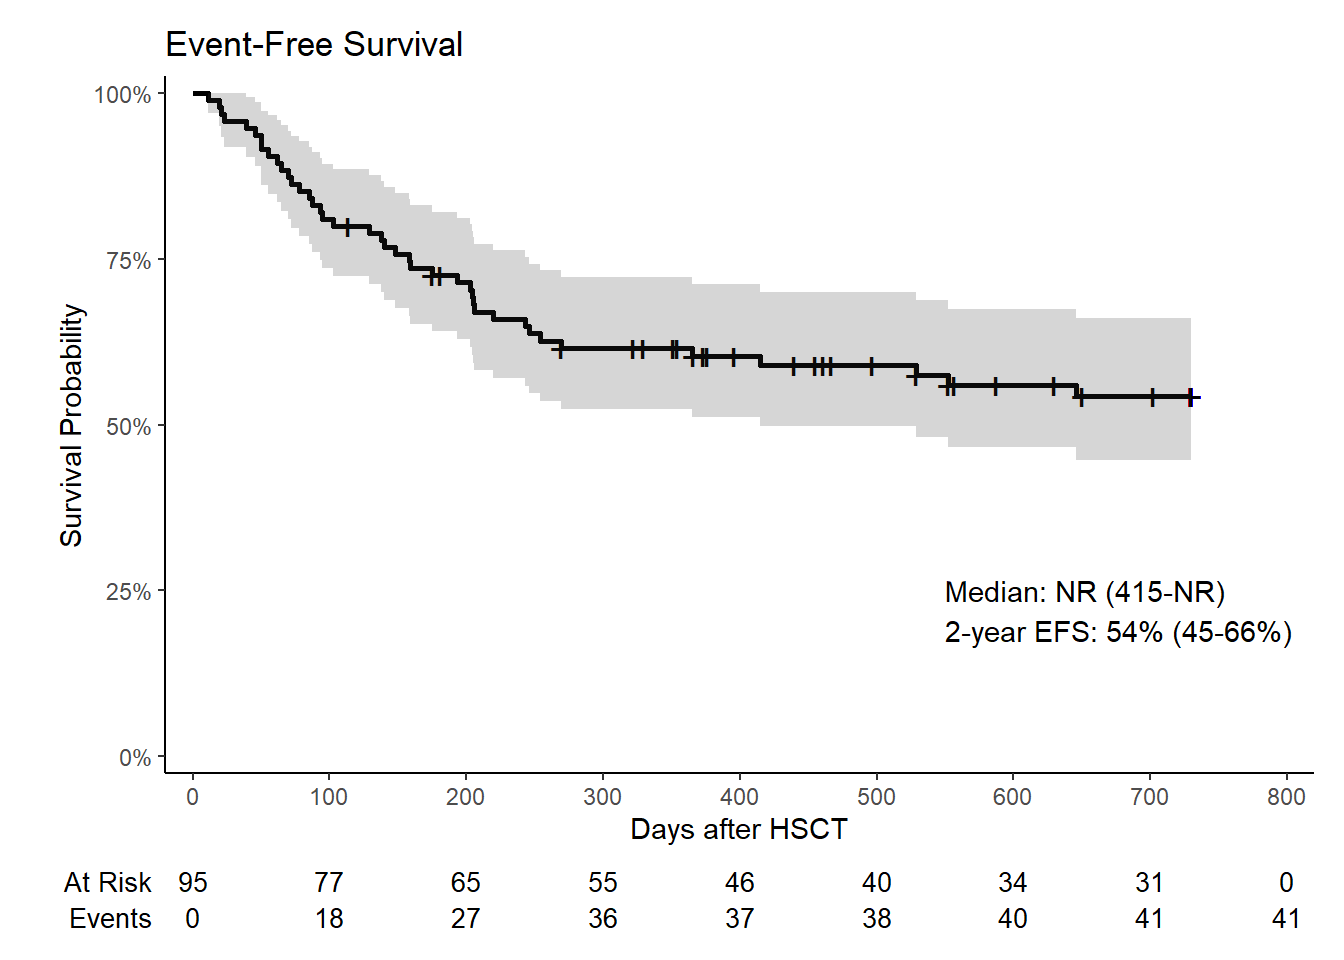 Event-Free Survival
100%
75%
50%
25%
0%
Survival Probability
Median: NR (415-NR)
2-year EFS: 54% (45-66%)
0 100 200 300 400 500 600 700 800
Days after HSCT
At Risk 95 77 65 55 46 40 34 31 0
Events 0 18 27 36 37 38 40 41 41